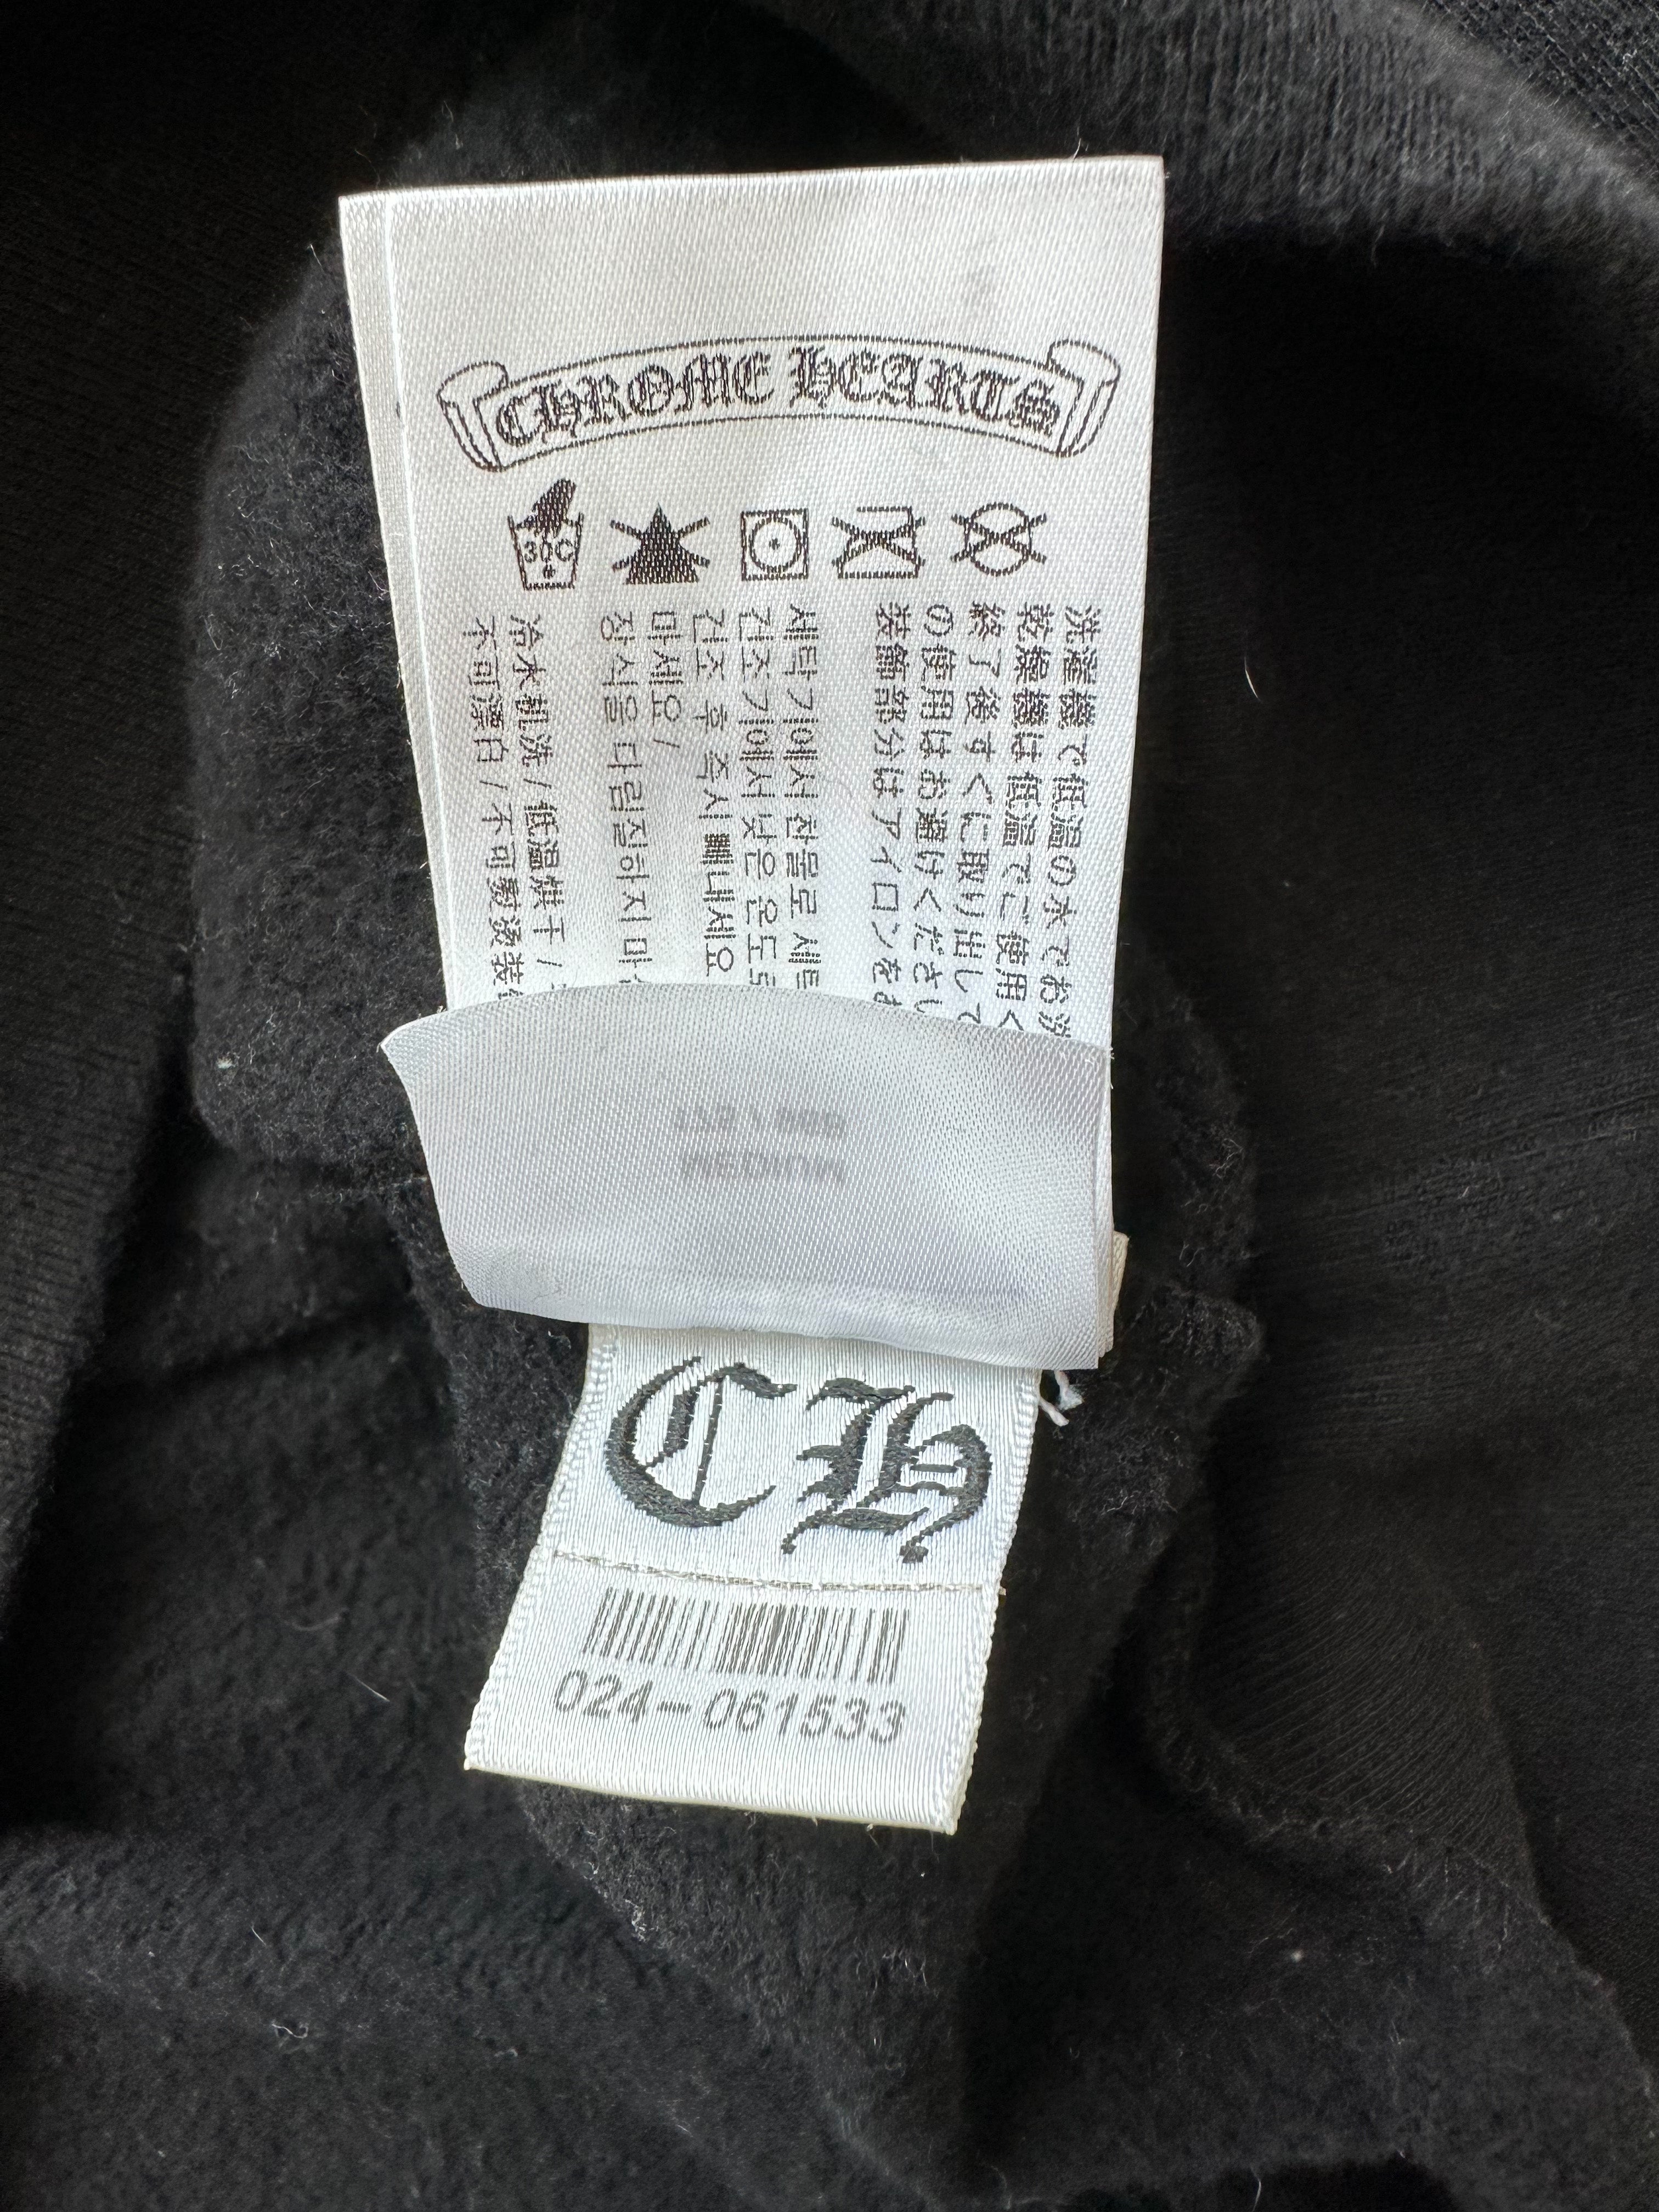 CHROME HEARTS
30C
洗濯機で低温の水でお洗
乾燥機は低温でご使用く
終了後すぐに取り出して
の使用はお避けくださし
装飾部分はアイロンをお
세탁기에서 찬물로 세트
건조기에서 낮은 온도로
건조 후 즉시 빼내세요
마세요 /
장식을 다림질하지 마
冷水机洗 / 低温烘干 /
不可漂白 / 不可熨烫装
MEDIUM
CH
024-061533